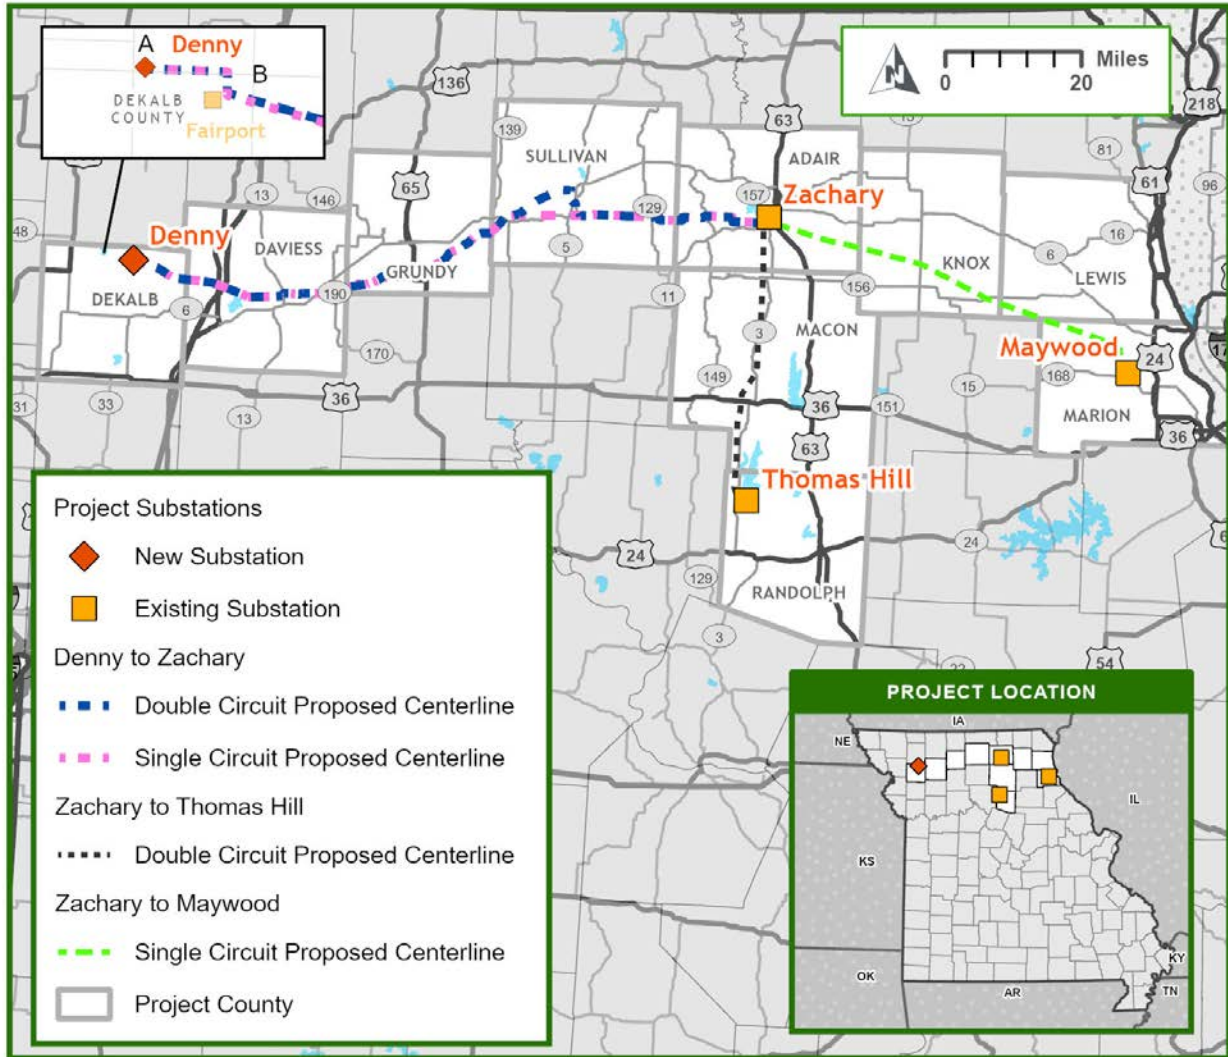 A
Denny
B
DEKALB
COUNTY
Fairport
N
0
20
Miles
136
63
218
139
SULLIVAN
ADAIR
81
61
96
13
146
65
157
Zachary
129
48
Denny
DAVIESS
5
16
6
KNOX
LEWIS
GRUNDY
DEKALB
6
190
11
156
MACON
3
Maywood
24
170
149
168
15
MARION
31
33
36
13
36
151
36
63
Thomas Hill
24
24
129
RANDOLPH
3
54
Project Substations
New Substation
Existing Substation
Denny to Zachary
Double Circuit Proposed Centerline
Single Circuit Proposed Centerline
Zachary to Thomas Hill
Double Circuit Proposed Centerline
Zachary to Maywood
Single Circuit Proposed Centerline
Project County
PROJECT LOCATION
IA
NE
IL
KS
KY
OK
AR
TN